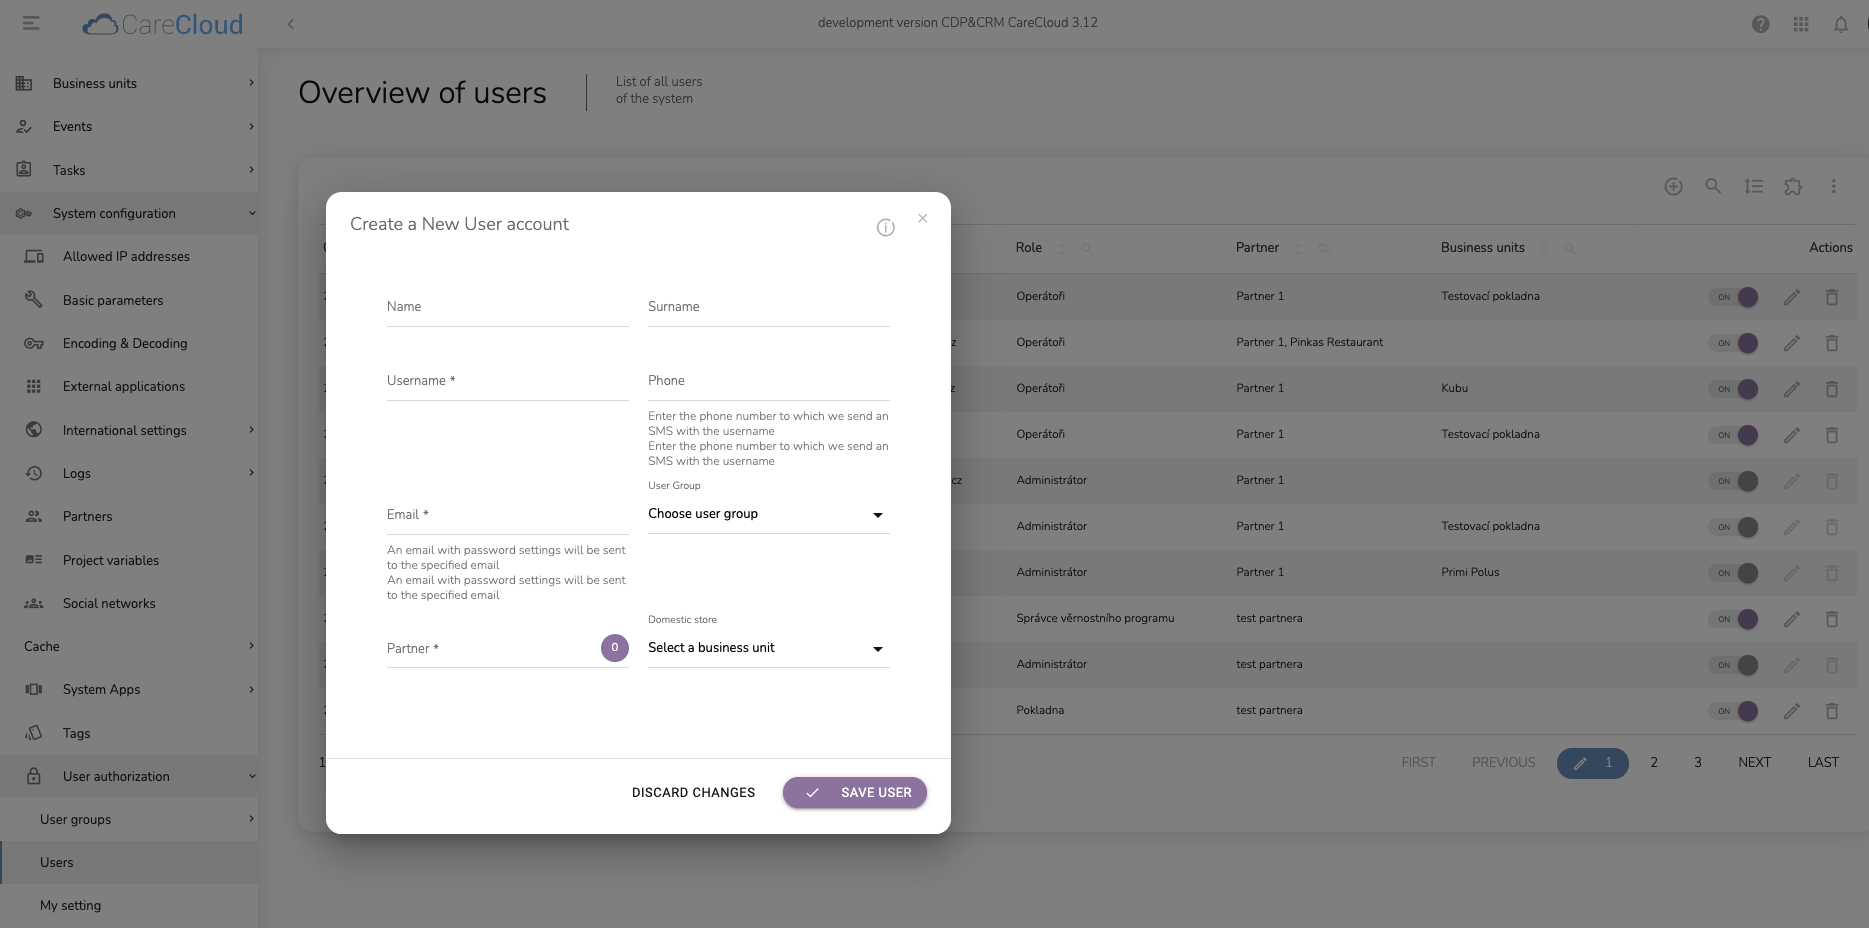 CareCloud
development version CDP&CRM CareCloud 3.12
Business units
Events
Tasks
System configuration
Allowed IP addresses
Basic parameters
Encoding & Decoding
External applications
International settings
Logs
Partners
Project variables
Social networks
Cache
System Apps
Tags
User authorization
User groups
Users
My setting
Overview of users
List of all users
of the system
Create a New User account
Name
Surname
Username *
Phone
Enter the phone number to which we send an
SMS with the username
Enter the phone number to which we send an
SMS with the username
Email *
User Group
Choose user group
An email with password settings will be sent
to the specified email
An email with password settings will be sent
to the specified email
Partner *
0
Domestic store
Select a business unit
DISCARD CHANGES
SAVE USER
Role Partner Business units Actions
Operátoři Partner 1 Testovací pokladna ON
Operátoři Partner 1, Pinkas Restaurant ON
Operátoři Partner 1 Kubu ON
Operátoři Partner 1 Testovací pokladna ON
Administrátor Partner 1 ON
Administrátor Partner 1 Testovací pokladna ON
Administrátor Partner 1 Primi Polus ON
Správce věrnostního programu test partnera ON
Administrátor test partnera ON
Pokladna test partnera ON
FIRST PREVIOUS 1 2 3 NEXT LAST